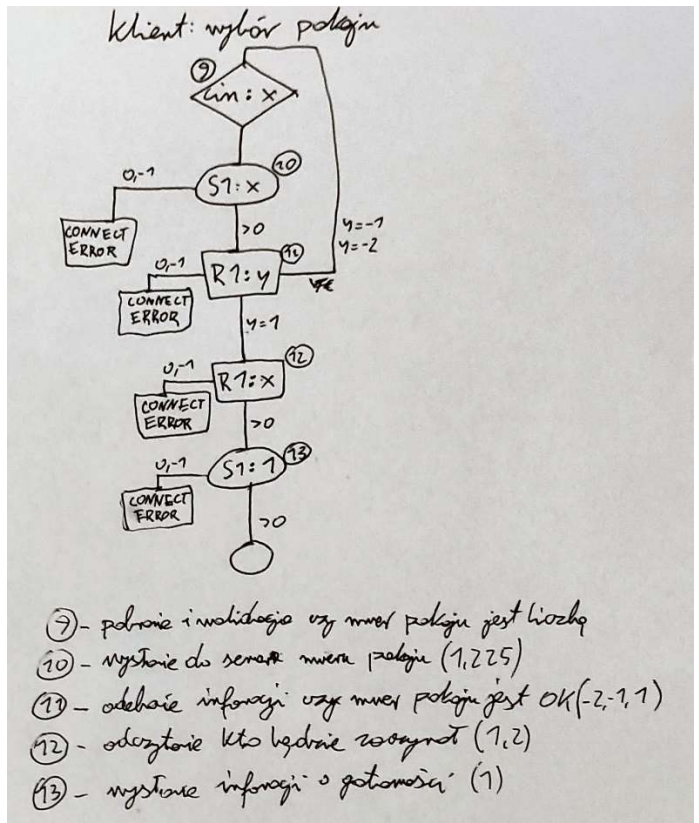 Klient: wybór pokoju
9
Cin: x
10
S1: x
0,-1
CONNECT
ERROR
>0
y=-1
y=-2
11
R1: y
0,-1
CONNECT
ERROR
y=1
12
R1: x
0,-1
CONNECT
ERROR
>0
13
S1: 1
0,-1
CONNECT
ERROR
>0
9 - pobranie i walidacja czy numer pokoju jest liczbą
10 - wysłanie do serwera numeru pokoju (1,225)
11 - odebranie informacji czy numer pokoju jest OK (-2,-1,1)
12 - odczytanie kto będzie zaczynał (1,2)
13 - wysłanie informacji o gotowości (1)